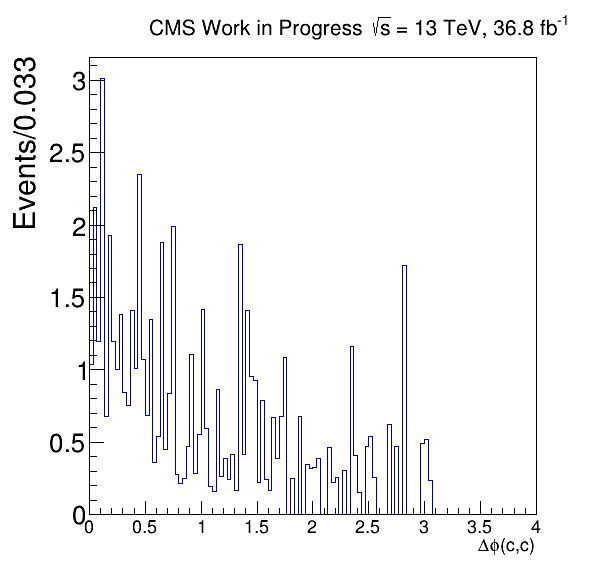 CMS Work in Progress √s = 13 TeV, 36.8 fb⁻¹
Events/0.033
3
2.5
2
1.5
1
0.5
0
0 0.5 1 1.5 2 2.5 3 3.5 4
Δϕ(c,c)